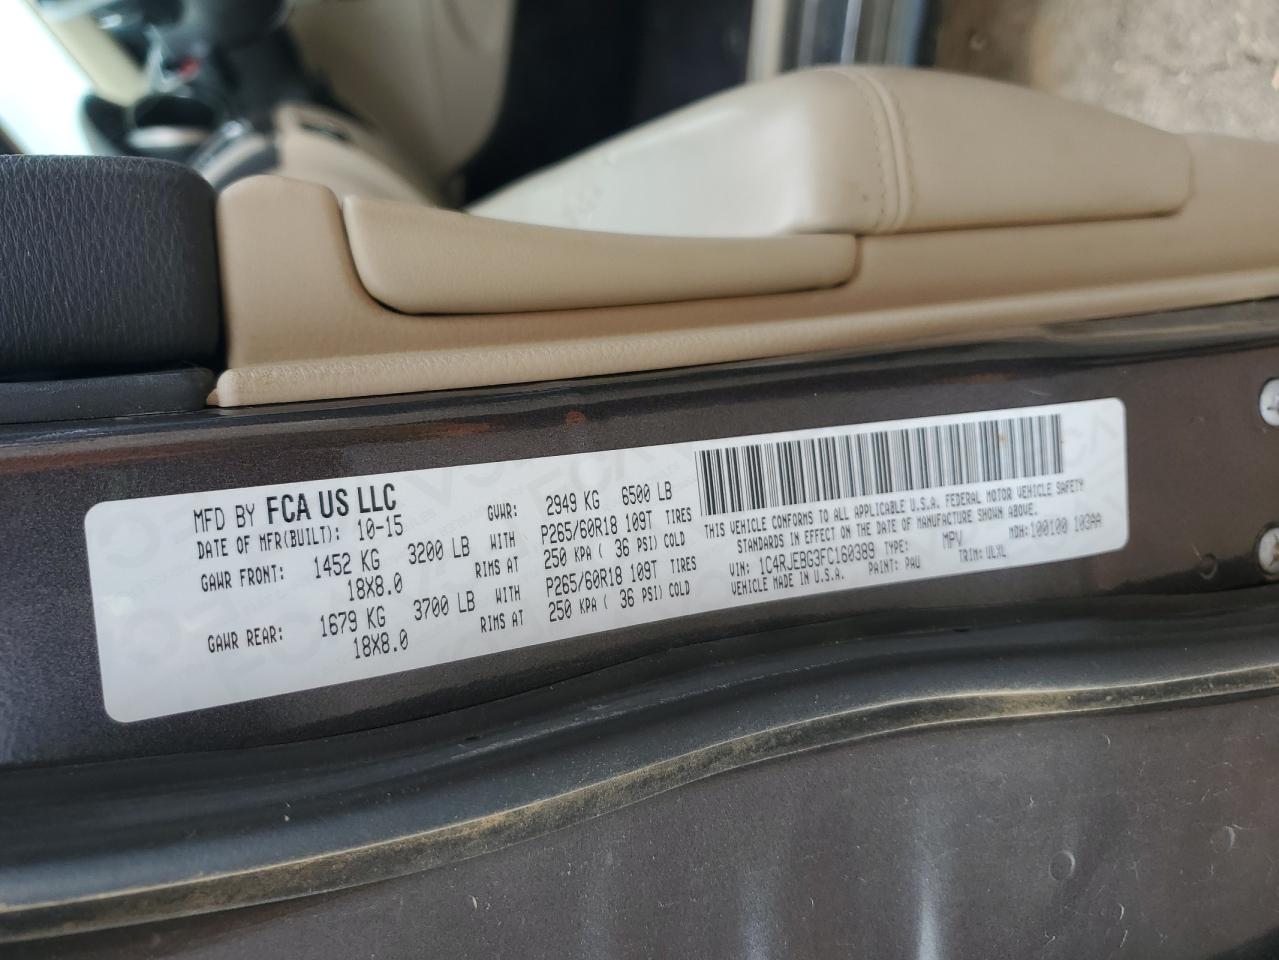 MFD BY FCA US LLC
DATE OF MFR(BUILT): 10-15 GVWR: 2949 KG 6500 LB
GAWR FRONT: 1452 KG 3200 LB WITH P265/60R18 109T TIRES
18X8.0 RIMS AT 250 KPA ( 36 PSI) COLD
GAWR REAR: 1679 KG 3700 LB WITH P265/60R18 109T TIRES
18X8.0 RIMS AT 250 KPA ( 36 PSI) COLD
THIS VEHICLE CONFORMS TO ALL APPLICABLE U.S.A. FEDERAL MOTOR VEHICLE SAFETY
STANDARDS IN EFFECT ON THE DATE OF MANUFACTURE SHOWN ABOVE.
VIN: 1C4RJEBG3FC160389 TYPE: MPV MDH:100100 103AA
VEHICLE MADE IN U.S.A. PAINT: PAU TRIM:ULXL